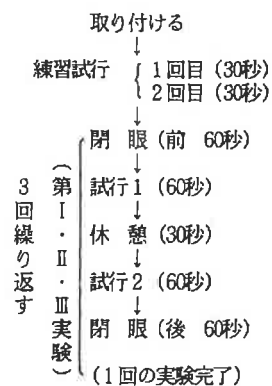 取り付ける
練習試行
1回目(30秒)
2回目(30秒)
閉眼(前 60秒)
試行1(60秒)
休憩(30秒)
試行2(60秒)
閉眼(後 60秒)
(1回の実験完了)
(第Ⅰ・Ⅱ・Ⅲ実験)
3回繰り返す